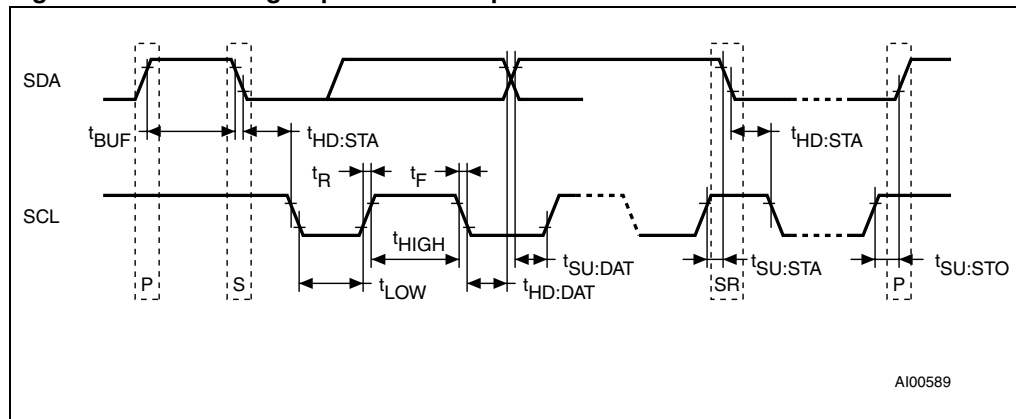 SDA
tBUF
tHD:STA
tHD:STA
tR
tF
SCL
tHIGH
tSU:DAT
tSU:STA
tSU:STO
P
S
tLOW
tHD:DAT
SR
P
AI00589